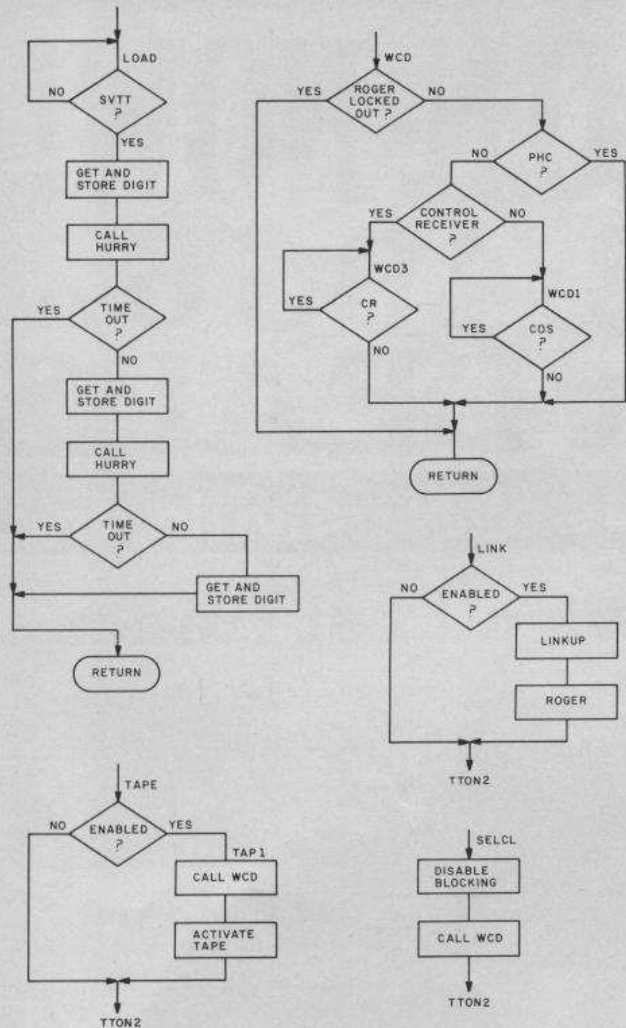 LOAD
NO
SVTT
?
YES
GET AND
STORE DIGIT
CALL
HURRY
YES
TIME
OUT
?
NO
GET AND
STORE DIGIT
CALL
HURRY
YES
TIME
OUT
?
NO
GET AND
STORE DIGIT
RETURN
WCD
YES
ROGER
LOCKED
OUT ?
NO
NO
PHC
?
YES
YES
CONTROL
RECEIVER
?
NO
WCD3
YES
CR
?
NO
WCD1
YES
COS
?
NO
RETURN
LINK
NO
ENABLED
?
YES
LINKUP
ROGER
TTON2
TAPE
NO
ENABLED
?
YES
TAP1
CALL WCD
ACTIVATE
TAPE
TTON2
SELCL
DISABLE
BLOCKING
CALL WCD
TTON2